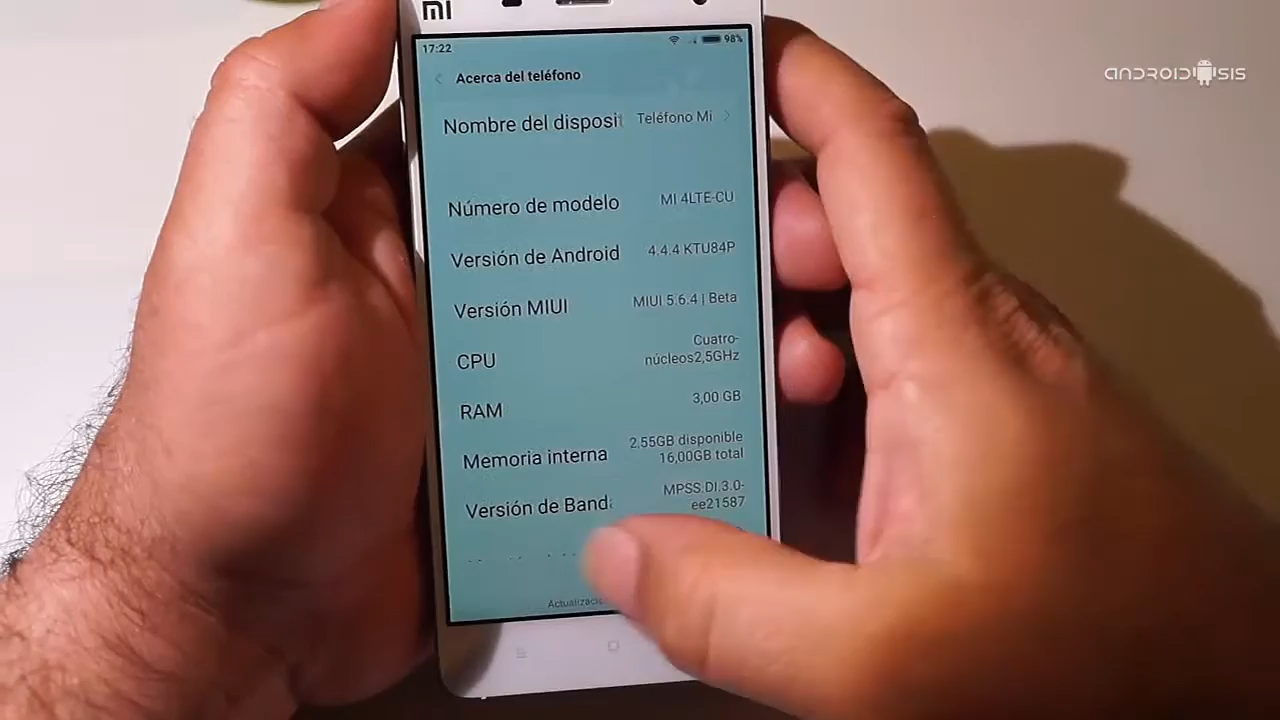 mi
ANDROIDSIS
17:22
98%
Acerca del teléfono
Nombre del disposit Teléfono Mi
Número de modelo MI 4LTE-CU
Versión de Android 4.4.4 KTU84P
Versión MIUI MIUI 5.6.4 | Beta
CPU Cuatro-
núcleos2,5GHz
RAM 3,00 GB
Memoria interna 2.55GB disponible
16,00GB total
Versión de Band MPSS.DI.3.0-
ee21587